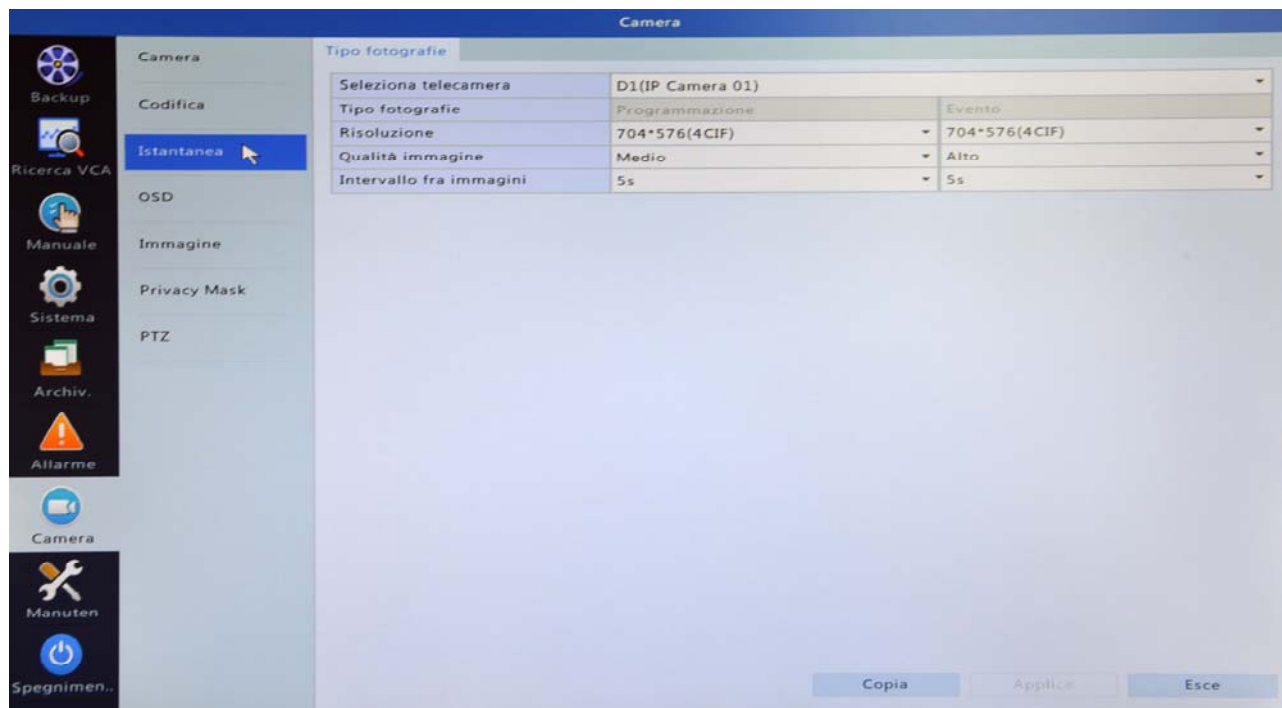 Camera
Backup
Ricerca VCA
Manuale
Sistema
Archiv.
Allarme
Camera
Manuten
Spegnimen..
Camera
Codifica
Istantanea
OSD
Immagine
Privacy Mask
PTZ
Tipo fotografie
Seleziona telecamera D1(IP Camera 01)
Tipo fotografie Programmazione Evento
Risoluzione 704*576(4CIF) 704*576(4CIF)
Qualità immagine Medio Alto
Intervallo fra immagini 5s 5s
Copia Applica Esce